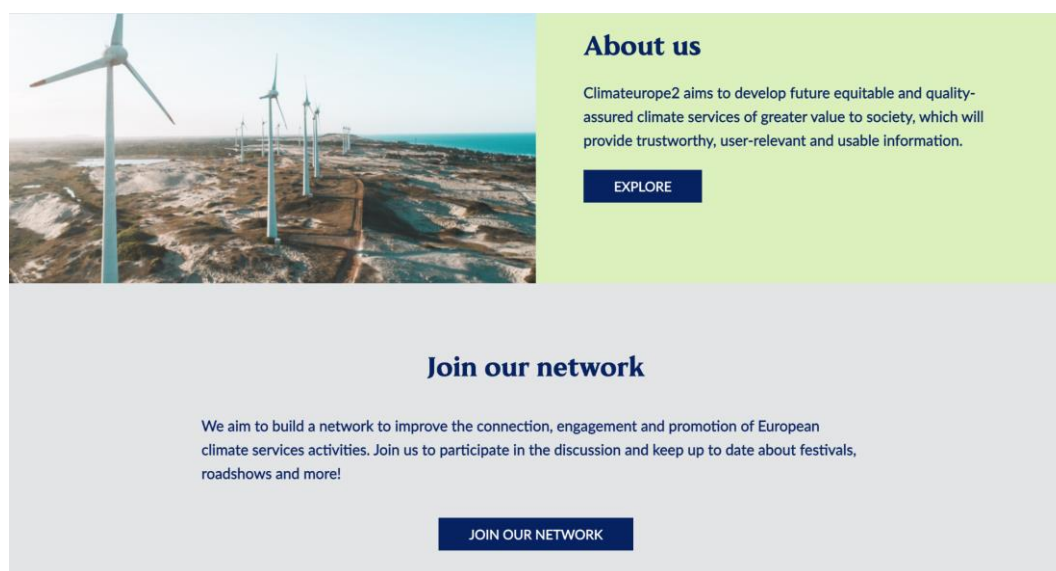 About us
Climateurope2 aims to develop future equitable and quality-
assured climate services of greater value to society, which will
provide trustworthy, user-relevant and usable information.
EXPLORE
Join our network
We aim to build a network to improve the connection, engagement and promotion of European
climate services activities. Join us to participate in the discussion and keep up to date about festivals,
roadshows and more!
JOIN OUR NETWORK